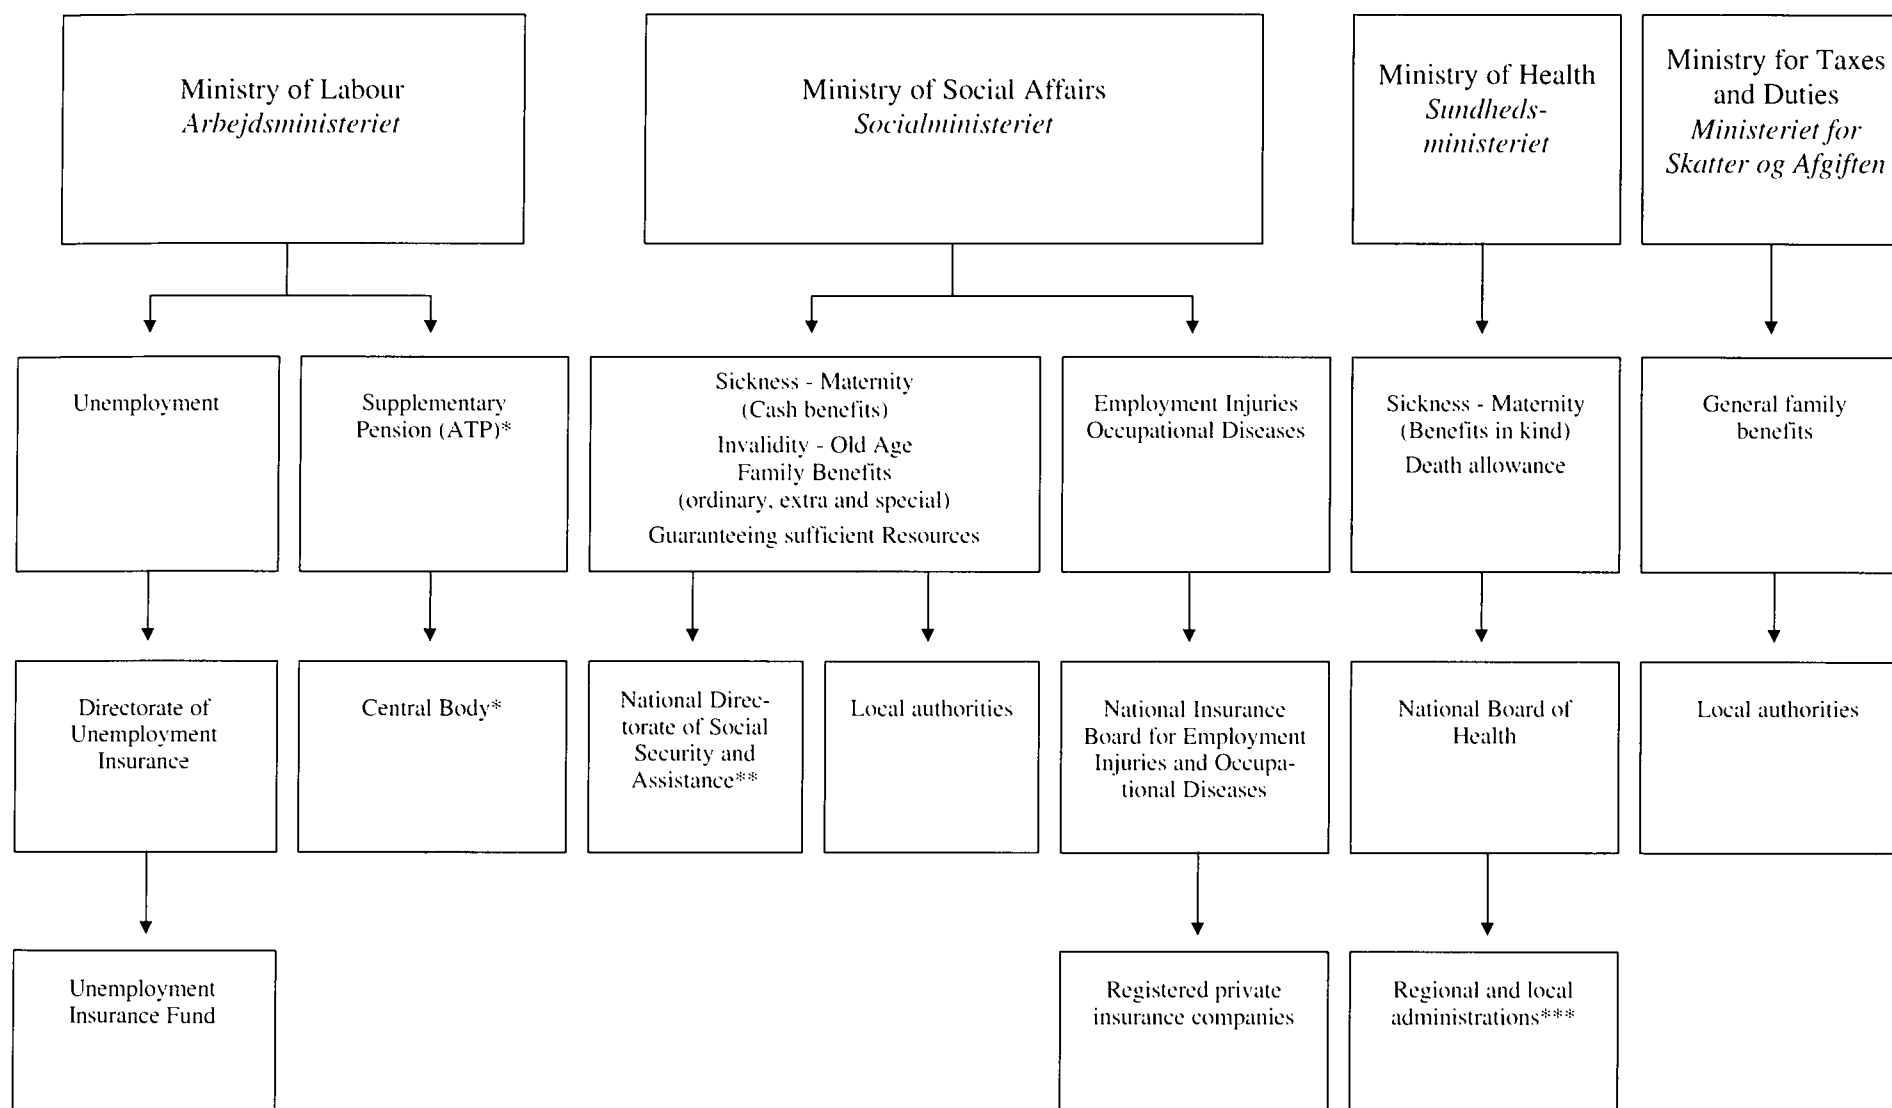 Ministry of Labour
Arbejdsministeriet
Ministry of Social Affairs
Socialministeriet
Ministry of Health
Sundheds-
ministeriet
Ministry for Taxes
and Duties
Ministeriet for
Skatter og Afgiften
Unemployment
Supplementary
Pension (ATP)*
Sickness - Maternity
(Cash benefits)
Invalidity - Old Age
Family Benefits
(ordinary, extra and special)
Guaranteeing sufficient Resources
Employment Injuries
Occupational Diseases
Sickness - Maternity
(Benefits in kind)
Death allowance
General family
benefits
Directorate of
Unemployment
Insurance
Central Body*
National Direc-
torate of Social
Security and
Assistance**
Local authorities
National Insurance
Board for Employment
Injuries and Occupa-
tional Diseases
National Board of
Health
Local authorities
Unemployment
Insurance Fund
Registered private
insurance companies
Regional and local
administrations***